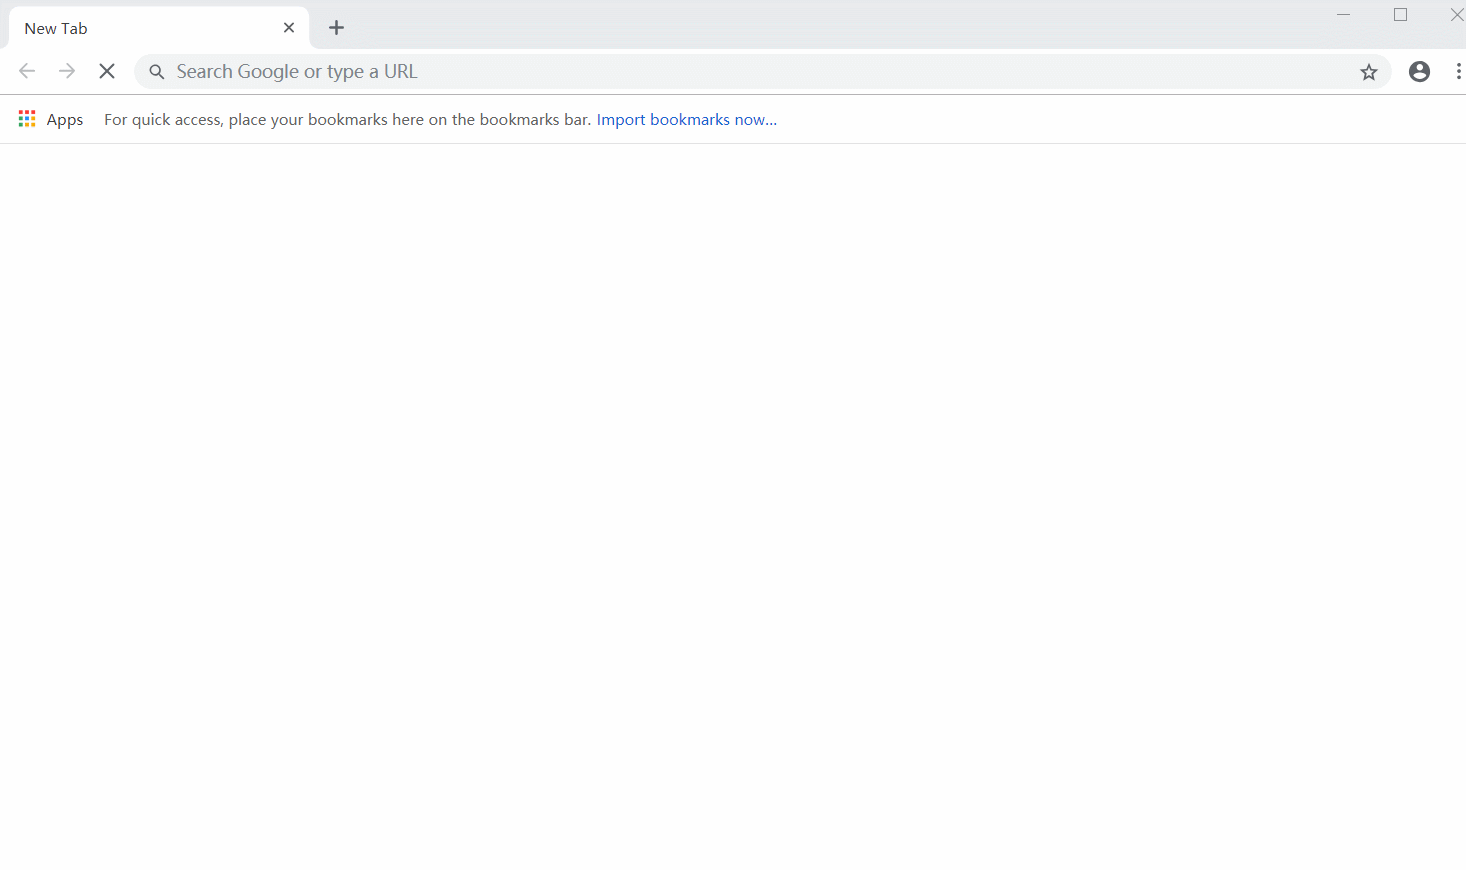 New Tab
Search Google or type a URL
Apps For quick access, place your bookmarks here on the bookmarks bar. Import bookmarks now...